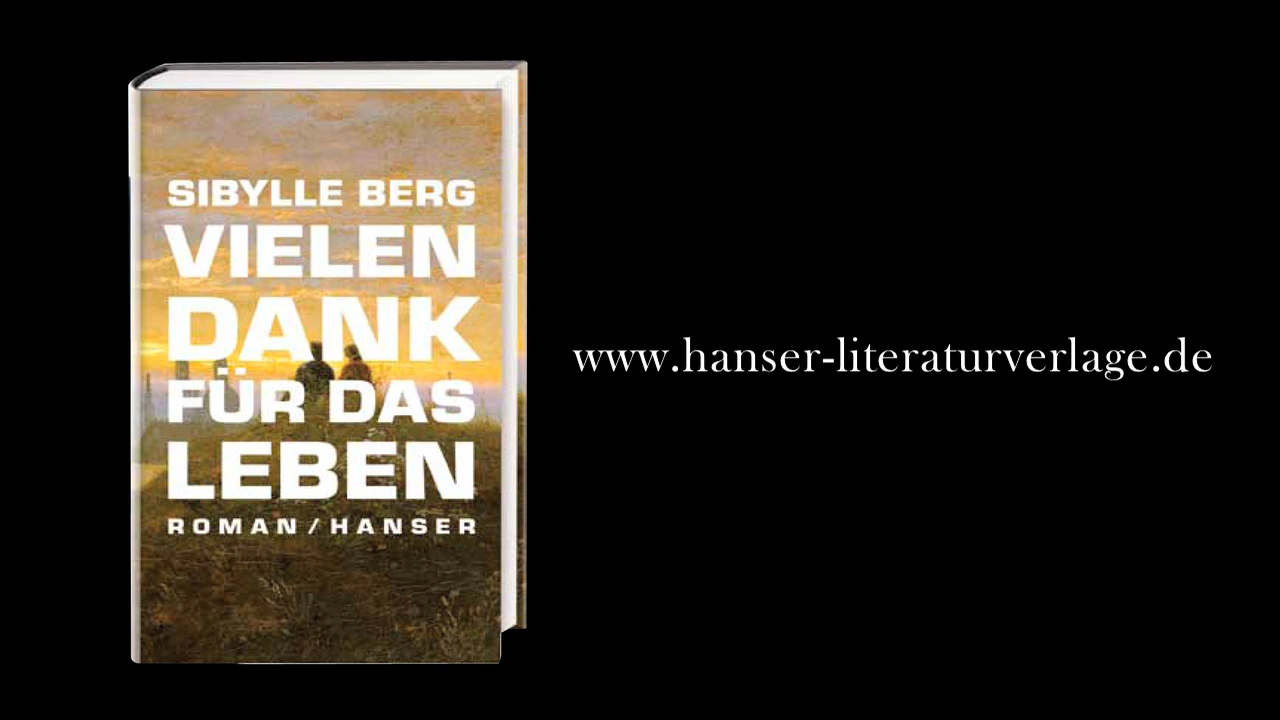 SIBYLLE BERG
VIELEN
DANK
FÜR DAS
LEBEN
ROMAN/HANSER
www.hanser-literaturverlage.de